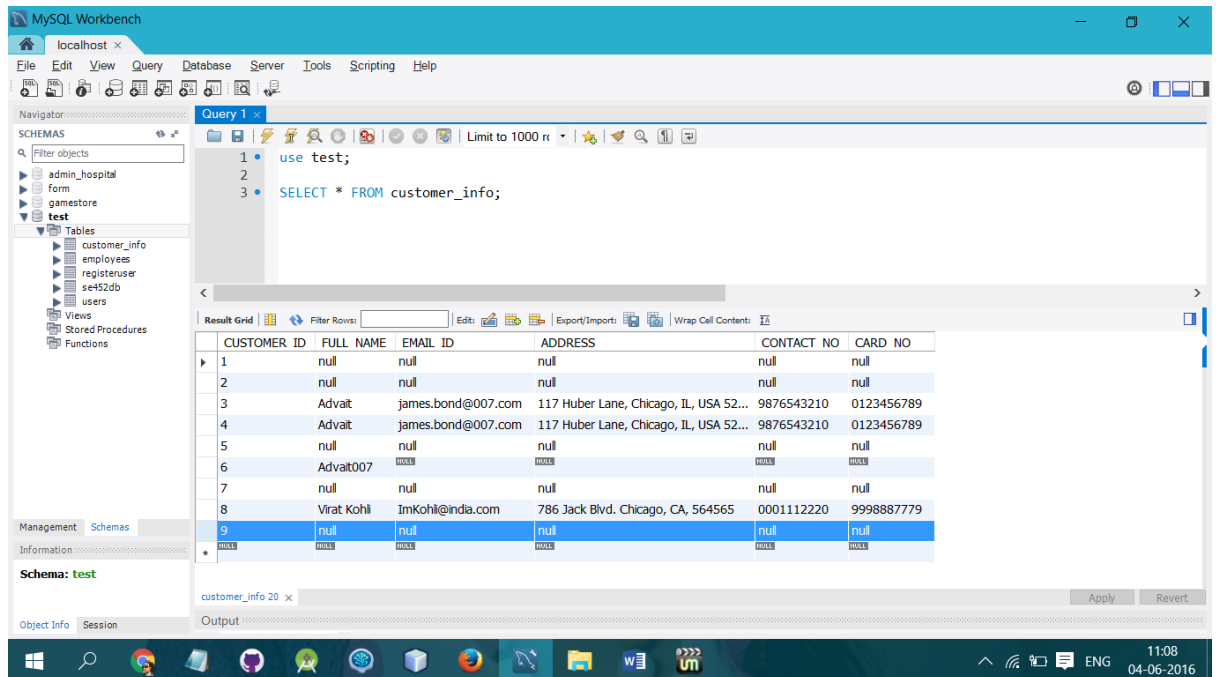 MySQL Workbench
localhost ×
File Edit View Query Database Server Tools Scripting Help
Navigator
SCHEMAS
Filter objects
admin_hospital
form
gamestore
test
Tables
customer_info
employees
registeruser
se452db
users
Views
Stored Procedures
Functions
Management Schemas
Information
Schema: test
Object Info Session
Query 1 ×
Limit to 1000 rc
1 use test;
2
3 SELECT * FROM customer_info;
Result Grid Filter Rows: Edit: Export/Import: Wrap Cell Content:
CUSTOMER ID FULL NAME EMAIL ID ADDRESS CONTACT NO CARD NO
1 null null null null null
2 null null null null null
3 Advait james.bond@007.com 117 Huber Lane, Chicago, IL, USA 52... 9876543210 0123456789
4 Advait james.bond@007.com 117 Huber Lane, Chicago, IL, USA 52... 9876543210 0123456789
5 null null null null null
6 Advait007 NULL NULL NULL NULL
7 null null null null null
8 Virat Kohli ImKohli@india.com 786 Jack Blvd. Chicago, CA, 564565 0001112220 9998887779
9 null null null null null
NULL NULL NULL NULL NULL NULL
customer_info 20 ×
Apply Revert
Output
ENG
11:08
04-06-2016